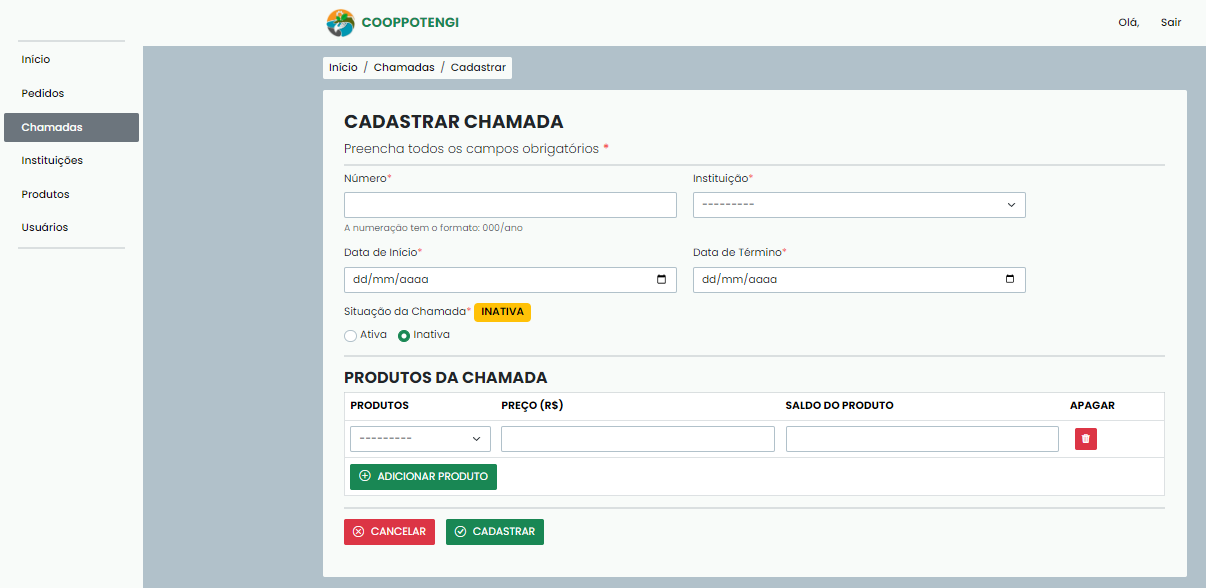 COOPPOTENGI
Olá, Sair
Início
Pedidos
Chamadas
Instituições
Produtos
Usuários
Início / Chamadas / Cadastrar
CADASTRAR CHAMADA
Preencha todos os campos obrigatórios *
Número* Instituição*
---------
A numeração tem o formato: 000/ano
Data de Início* Data de Término*
dd/mm/aaaa dd/mm/aaaa
Situação da Chamada* INATIVA
Ativa Inativa
PRODUTOS DA CHAMADA
PRODUTOS PREÇO (R$) SALDO DO PRODUTO APAGAR
---------
ADICIONAR PRODUTO
CANCELAR CADASTRAR